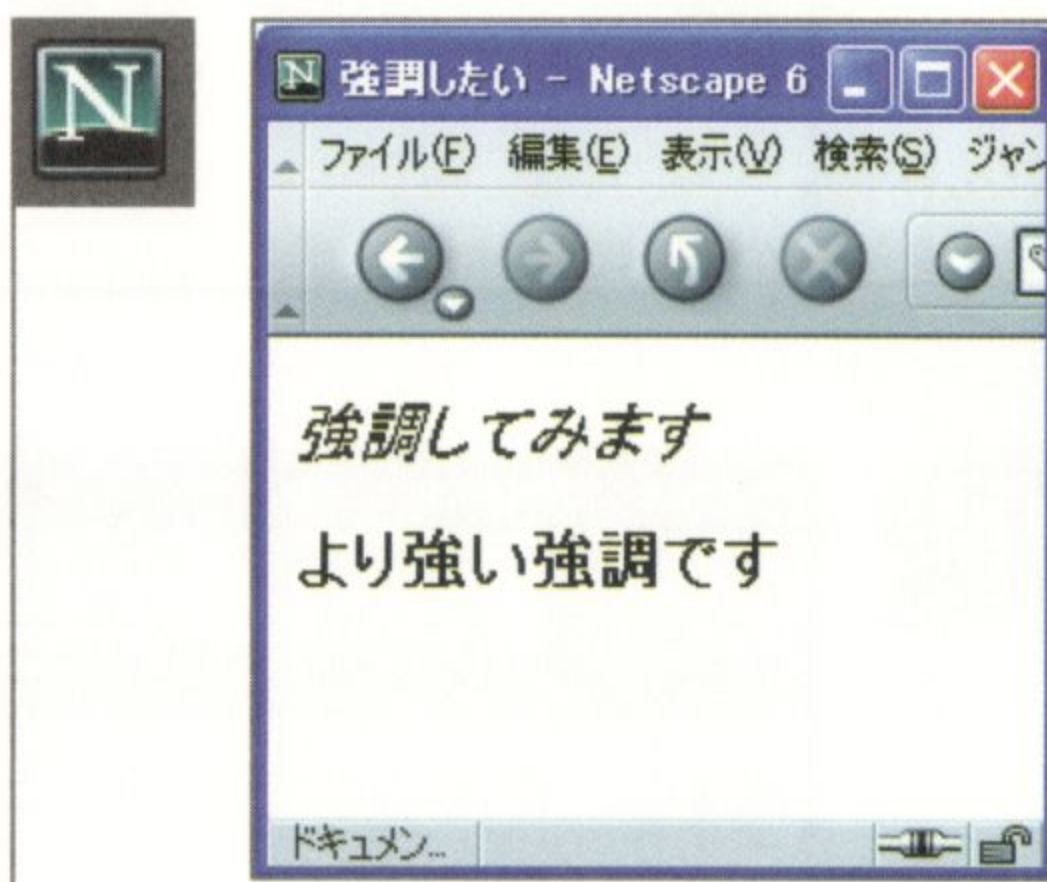 N
N 強調したい - Netscape 6
ファイル(F) 編集(E) 表示(V) 検索(S) ジャン
強調してみます
より強い強調です
ドキュメン...